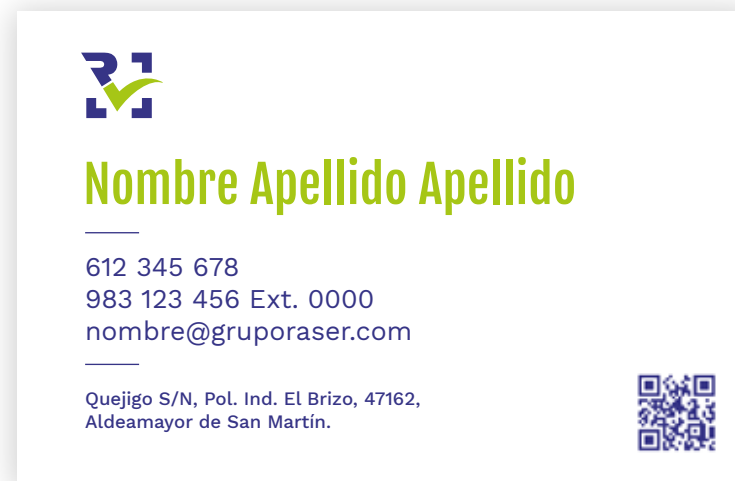 Nombre Apellido Apellido
612 345 678
983 123 456 Ext. 0000
nombre@gruporaser.com
Quejigo S/N, Pol. Ind. El Brizo, 47162,
Aldeamayor de San Martín.